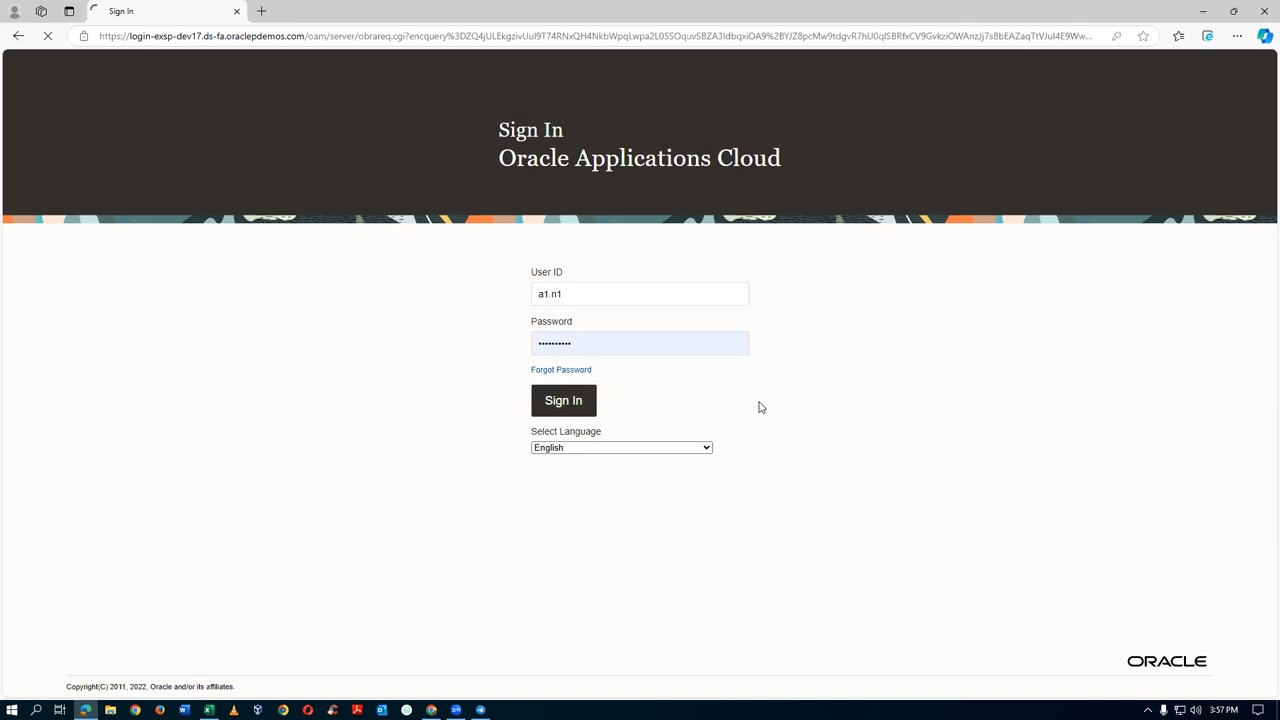 Sign In
https://login-exsp-dev17.ds-fa.oraclepdemos.com/oam/server/obrareq.cgi?encquery%3DZQ4jULEkgzivUuI9T74RNxQH4NkbWpqLwpa2L05SOquvSBZA3IdbqxiOA9%2BYJZ8pcMw9tdgvR7hU0qISBRfxCV9GvkziOWAnzJj7sBbEAZaqTtVJuI4E9Ww...
Sign In
Oracle Applications Cloud
User ID
a1.n1
Password
••••••••••
Forgot Password
Sign In
Select Language
English
ORACLE
Copyright(C) 2011, 2022. Oracle and/or its affiliates.
3:57 PM